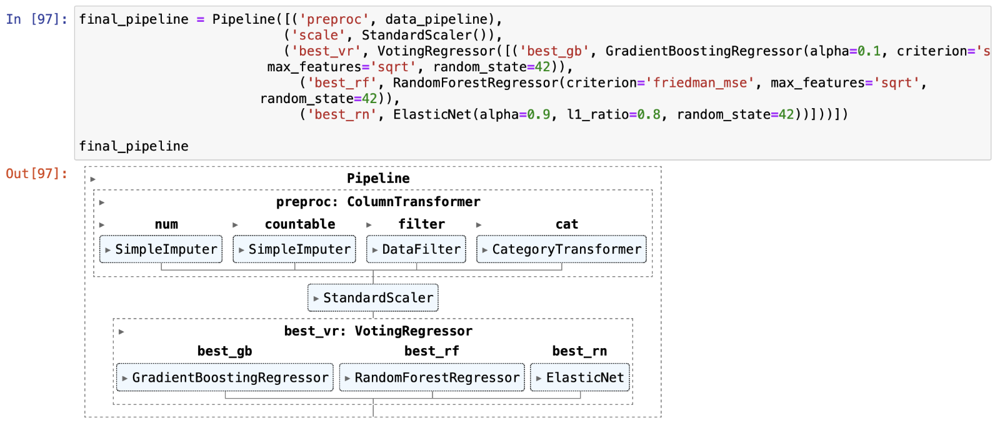 In [97]: final_pipeline = Pipeline([('preproc', data_pipeline),
('scale', StandardScaler()),
('best_vr', VotingRegressor([('best_gb', GradientBoostingRegressor(alpha=0.1, criterion='s
max_features='sqrt', random_state=42)),
('best_rf', RandomForestRegressor(criterion='friedman_mse', max_features='sqrt',
random_state=42)),
('best_rn', ElasticNet(alpha=0.9, l1_ratio=0.8, random_state=42))]))])
final_pipeline
Out[97]:
Pipeline
preproc: ColumnTransformer
num countable filter cat
SimpleImputer SimpleImputer DataFilter CategoryTransformer
StandardScaler
best_vr: VotingRegressor
best_gb best_rf best_rn
GradientBoostingRegressor RandomForestRegressor ElasticNet